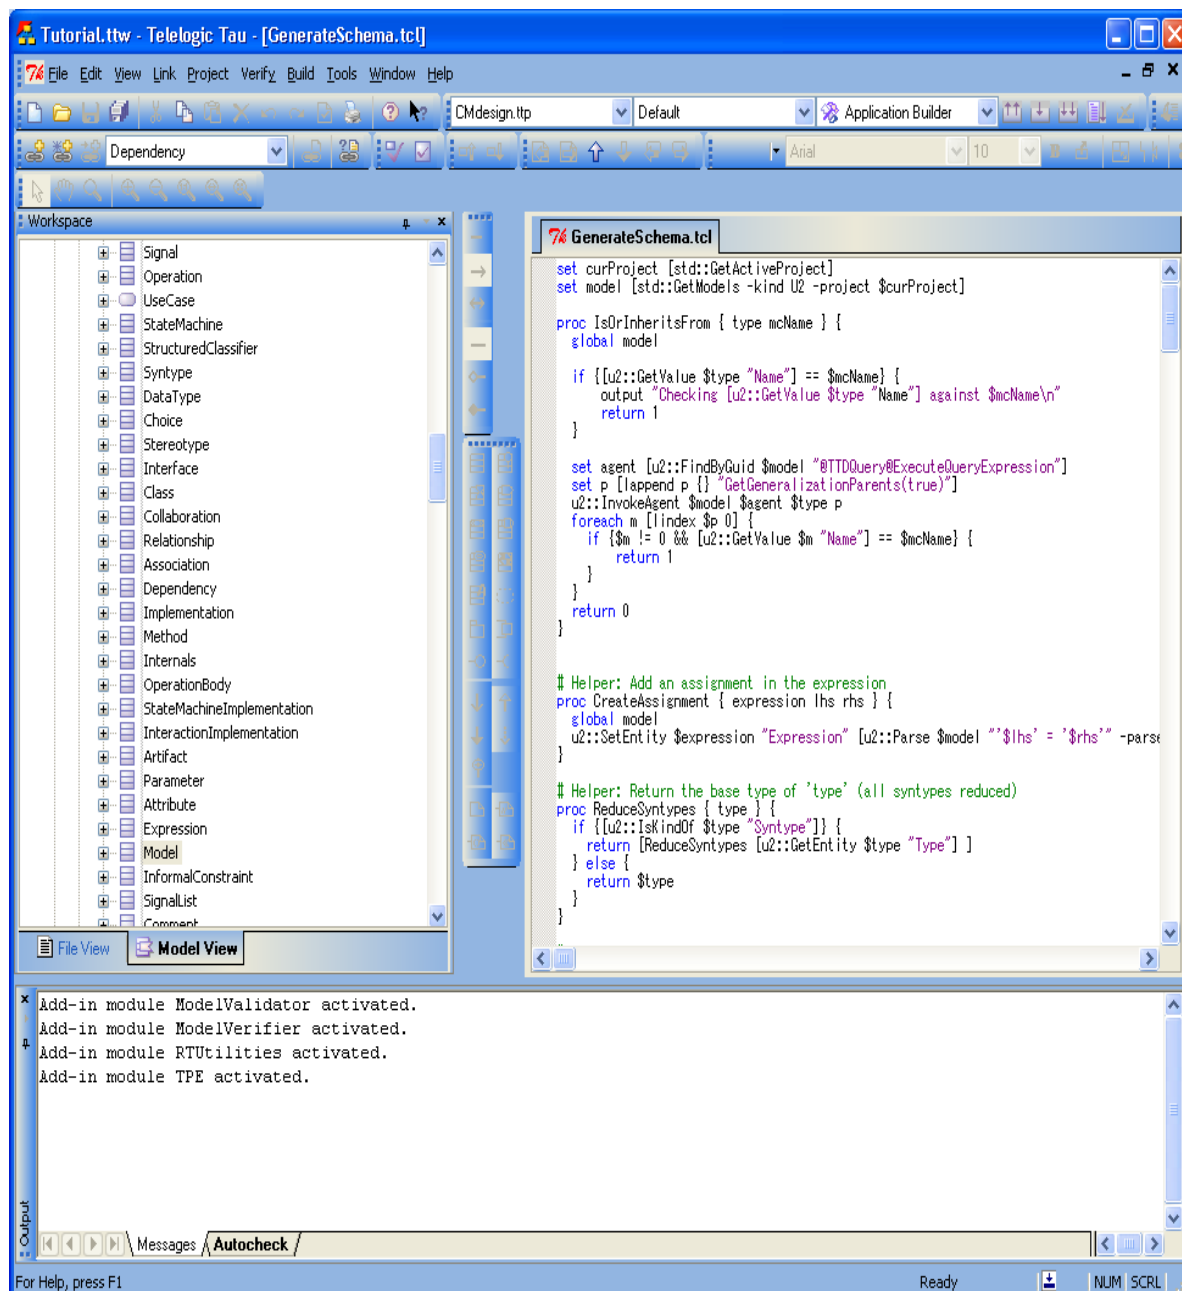 Tutorial.ttw - Telelogic Tau - [GenerateSchema.tcl]
File Edit View Link Project Verify Build Tools Window Help
CMdesign.ttp Default Application Builder
Dependency Arial 10
Workspace
Signal
Operation
UseCase
StateMachine
StructuredClassifier
Syntype
DataType
Choice
Stereotype
Interface
Class
Collaboration
Relationship
Association
Dependency
Implementation
Method
Internals
OperationBody
StateMachineImplementation
InteractionImplementation
Artifact
Parameter
Attribute
Expression
Model
InformalConstraint
SignalList
Comment
File View Model View
GenerateSchema.tcl
set curProject [std::GetActiveProject]
set model [std::GetModels -kind U2 -project $curProject]
proc IsOrInheritsFrom { type mcName } {
global model
if {[u2::GetValue $type "Name"] == $mcName} {
output "Checking [u2::GetValue $type "Name"] against $mcName\n"
return 1
}
set agent [u2::FindByGuid $model "@TTDQuery@ExecuteQueryExpression"]
set p [lappend p {} "GetGeneralizationParents(true)"]
u2::InvokeAgent $model $agent $type p
foreach m [lindex $p 0] {
if {$m != 0 && [u2::GetValue $m "Name"] == $mcName} {
return 1
}
}
return 0
}
# Helper: Add an assignment in the expression
proc CreateAssignment { expression lhs rhs } {
global model
u2::SetEntity $expression "Expression" [u2::Parse $model "'$lhs' = '$rhs'" -parse
}
# Helper: Return the base type of 'type' (all syntypes reduced)
proc ReduceSyntypes { type } {
if {[u2::IsKindOf $type "Syntype"]} {
return [ReduceSyntypes [u2::GetEntity $type "Type"] ]
} else {
return $type
}
}
Add-in module ModelValidator activated.
Add-in module ModelVerifier activated.
Add-in module RTUtilities activated.
Add-in module TPE activated.
Output
Messages Autocheck
For Help, press F1 Ready NUM SCRL